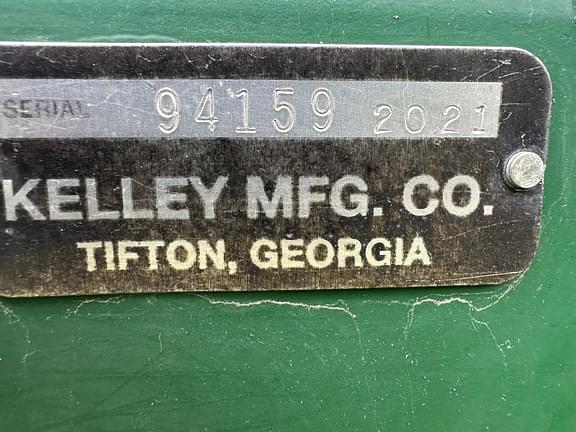 SERIAL 94159 2021
KELLEY MFG. CO.
TIFTON, GEORGIA